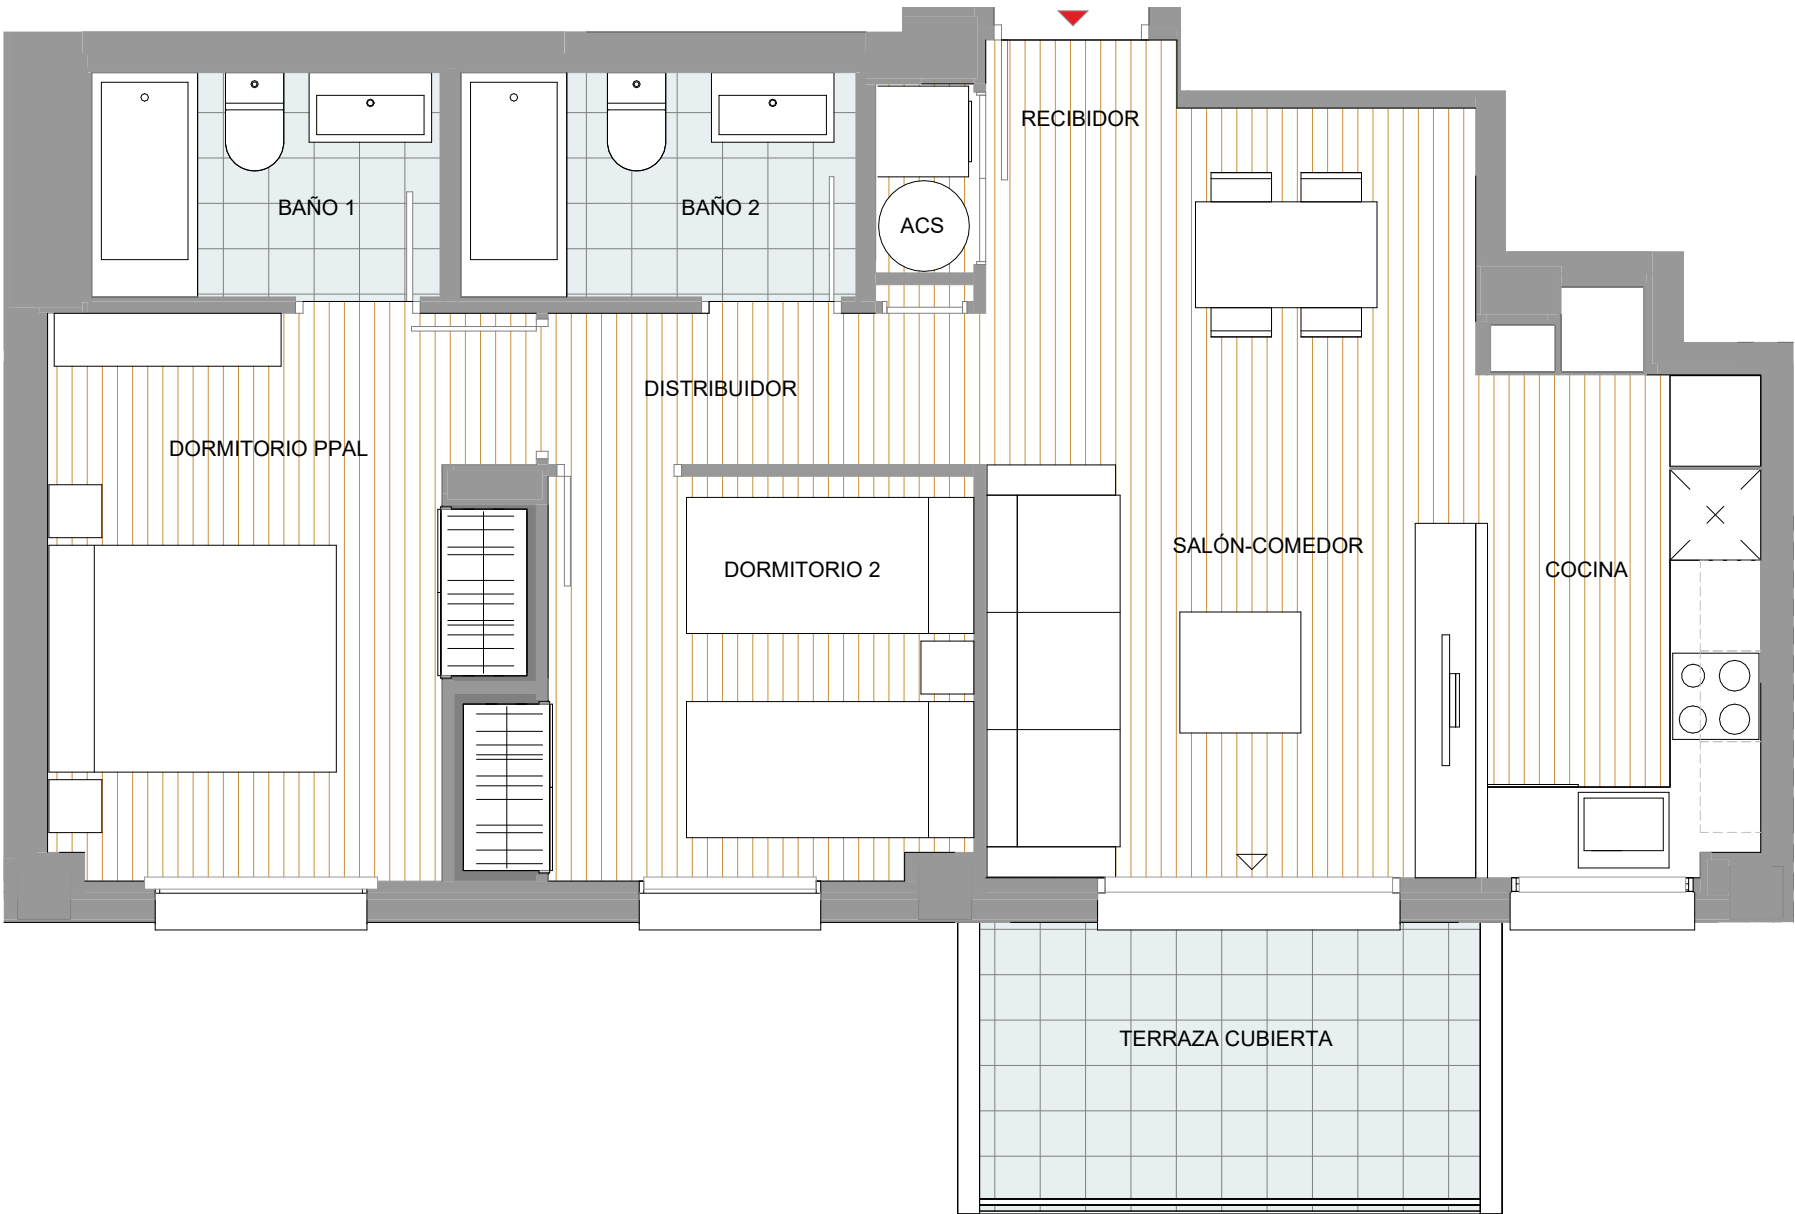 RECIBIDOR
BAÑO 1
BAÑO 2
ACS
DISTRIBUIDOR
DORMITORIO PPAL
SALÓN-COMEDOR
DORMITORIO 2
COCINA
TERRAZA CUBIERTA